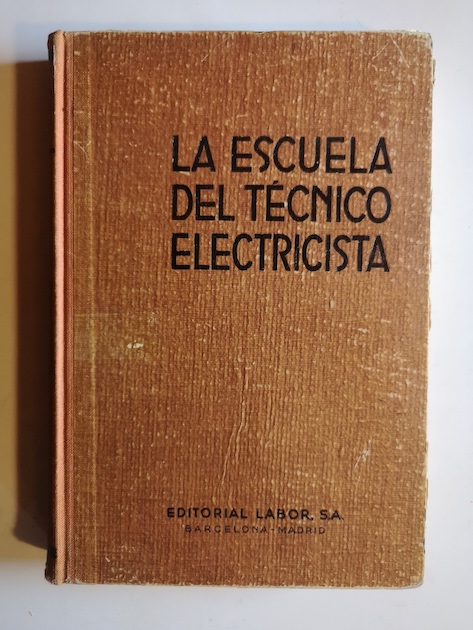 LA ESCUELA
DEL TÉCNICO
ELECTRICISTA
EDITORIAL LABOR, S.A.
BARCELONA-MADRID